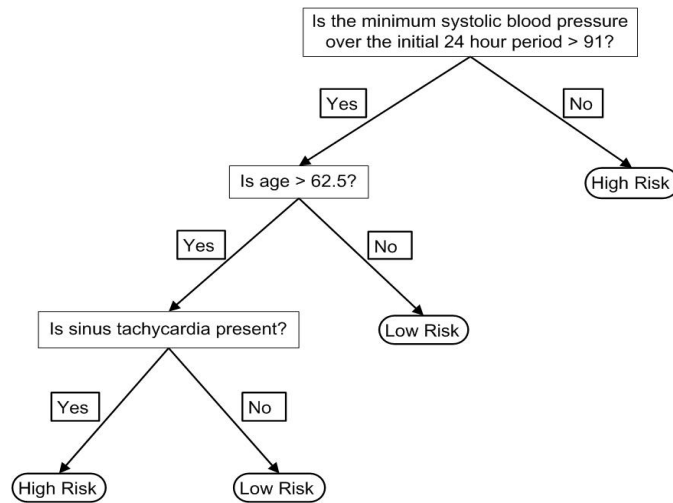 Is the minimum systolic blood pressure
over the initial 24 hour period > 91?
Yes
No
Is age > 62.5?
High Risk
Yes
No
Is sinus tachycardia present?
Low Risk
Yes
No
High Risk
Low Risk